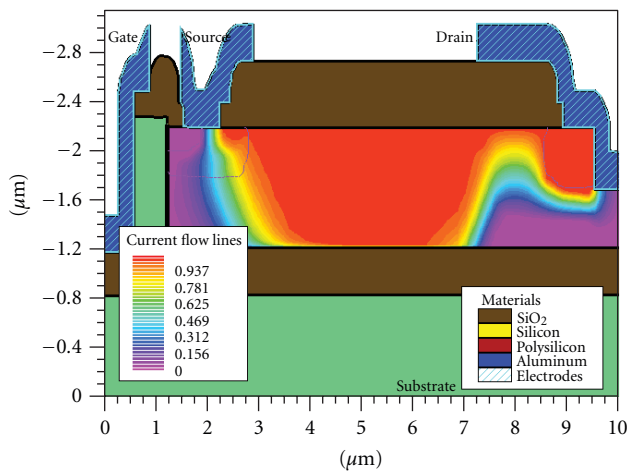 Gate
Source
Drain
−2.8
−2.4
−2
−1.6
−1.2
−0.8
−0.4
0
(μm)
Current flow lines
0.937
0.781
0.625
0.469
0.312
0.156
0
Materials
SiO2
Silicon
Polysilicon
Aluminum
Electrodes
Substrate
0 1 2 3 4 5 6 7 8 9 10
(μm)